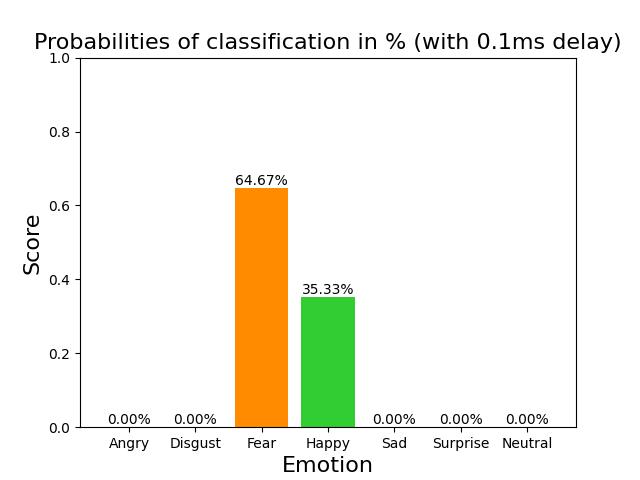 Probabilities of classification in % (with 0.1ms delay)
1.0
0.8
0.6
0.4
0.2
0.0
Score
64.67%
35.33%
0.00% 0.00% 0.00% 0.00% 0.00%
Angry Disgust Fear Happy Sad Surprise Neutral
Emotion